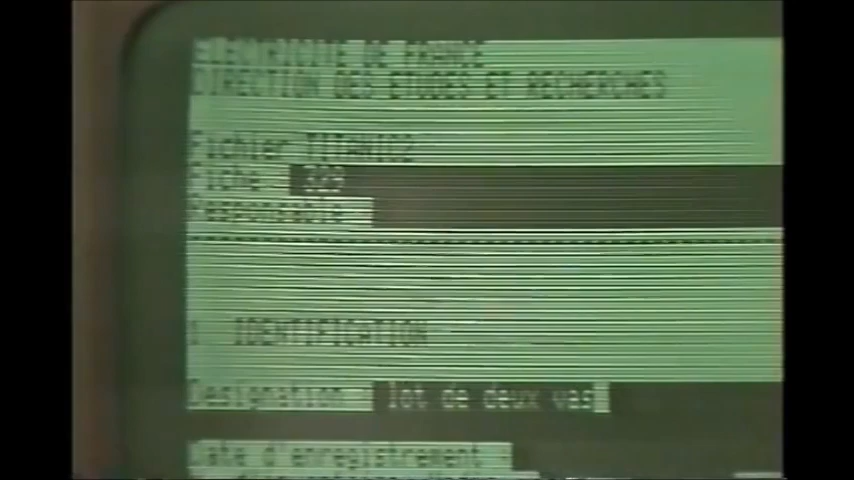 ELECTRICITE DE FRANCE
DIRECTION DES ETUDES ET RECHERCHES
Fichier TITANIC2
Fiche 329
Responsable
1 IDENTIFICATION
Designation lot de deux vas
Date d'enregistrement